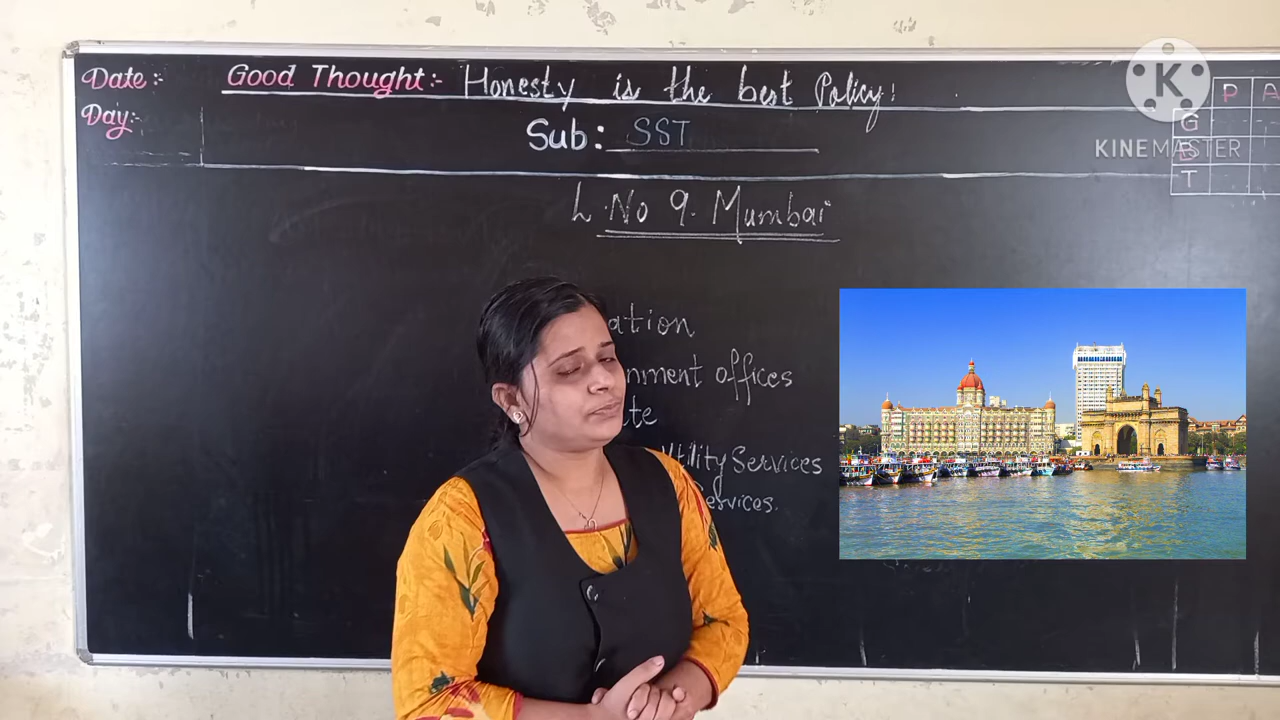 Date:-
Good Thought:- Honesty is the best Policy!
Day:-
Sub: SST
P A
G
B
T
K
KINEMASTER
L.No 9. Mumbai
ation
nment offices
te
Utility Services
ervices.